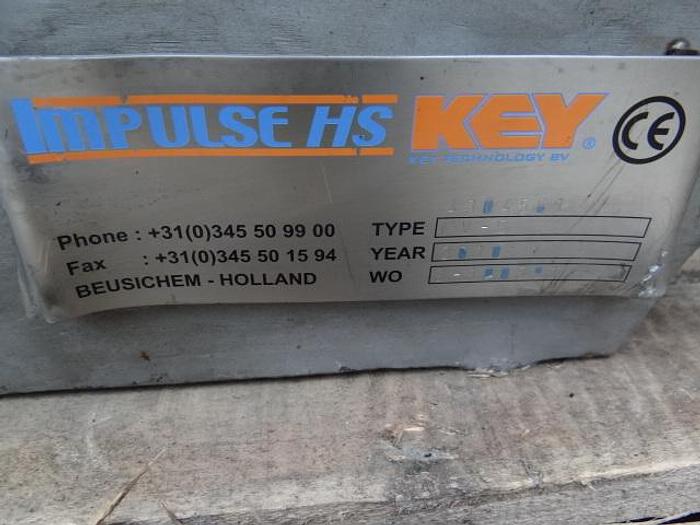 IMPULSE HS KEY ® CE
KEY TECHNOLOGY BV
Phone : +31(0)345 50 99 00 TYPE
Fax : +31(0)345 50 15 94 YEAR
BEUSICHEM - HOLLAND WO